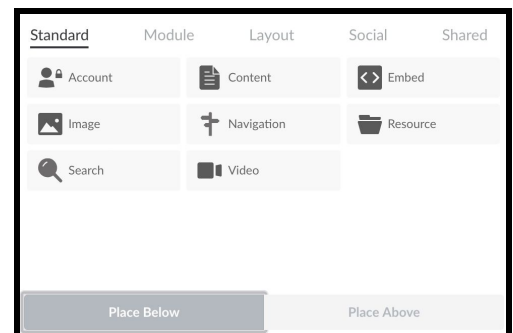 Standard Module Layout Social Shared
Account Content Embed
Image Navigation Resource
Search Video
Place Below Place Above